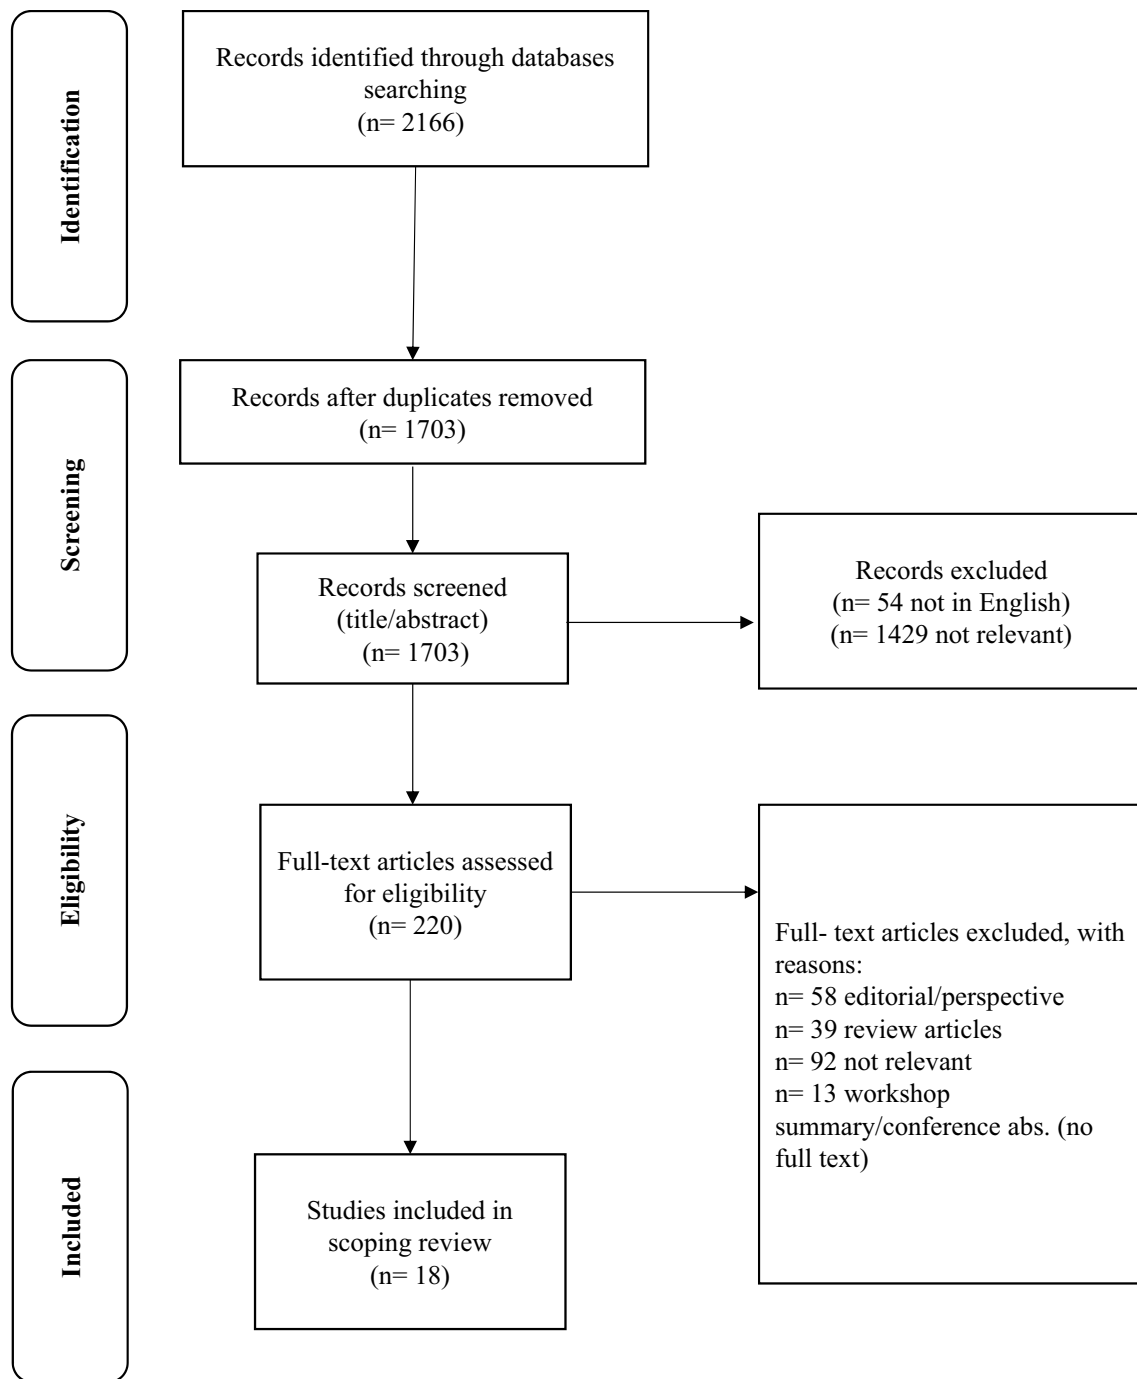 Identification
Records identified through databases
searching
(n= 2166)
Screening
Records after duplicates removed
(n= 1703)
Records screened
(title/abstract)
(n= 1703)
Records excluded
(n= 54 not in English)
(n= 1429 not relevant)
Eligibility
Full-text articles assessed
for eligibility
(n= 220)
Full- text articles excluded, with
reasons:
n= 58 editorial/perspective
n= 39 review articles
n= 92 not relevant
n= 13 workshop
summary/conference abs. (no
full text)
Included
Studies included in
scoping review
(n= 18)